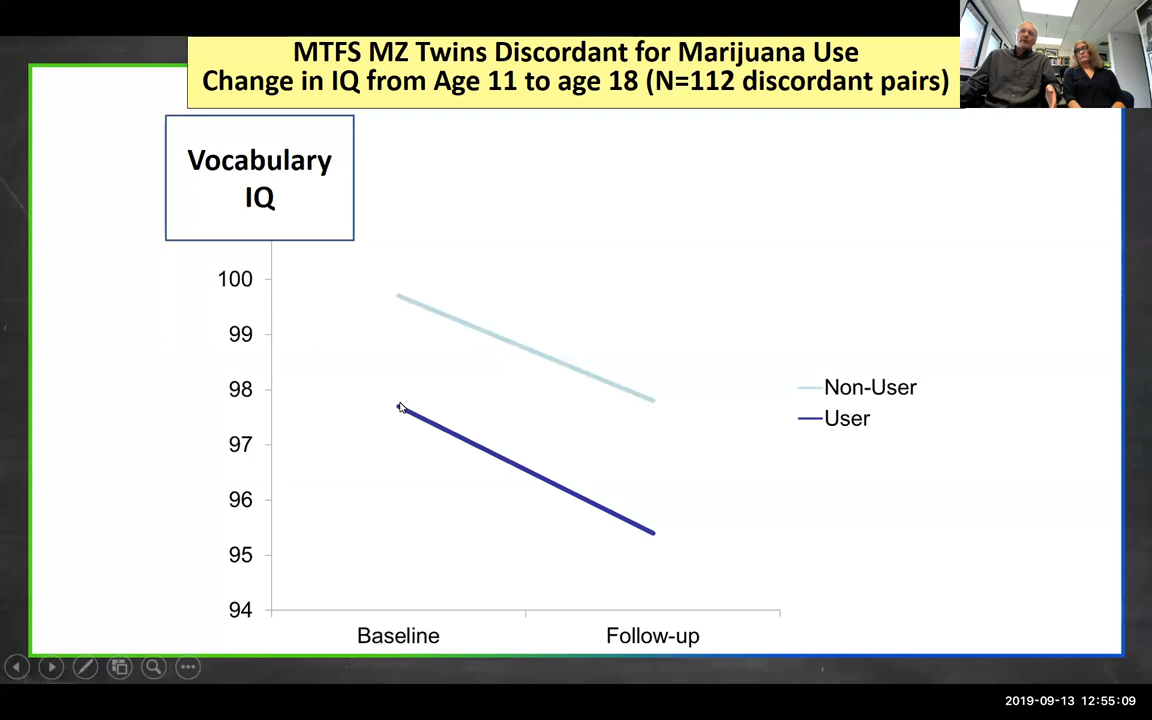 MTFS MZ Twins Discordant for Marijuana Use
Change in IQ from Age 11 to age 18 (N=112 discordant pairs)
Vocabulary
IQ
100
99
98
97
96
95
94
Baseline
Follow-up
Non-User
User
2019-09-13 12:55:09